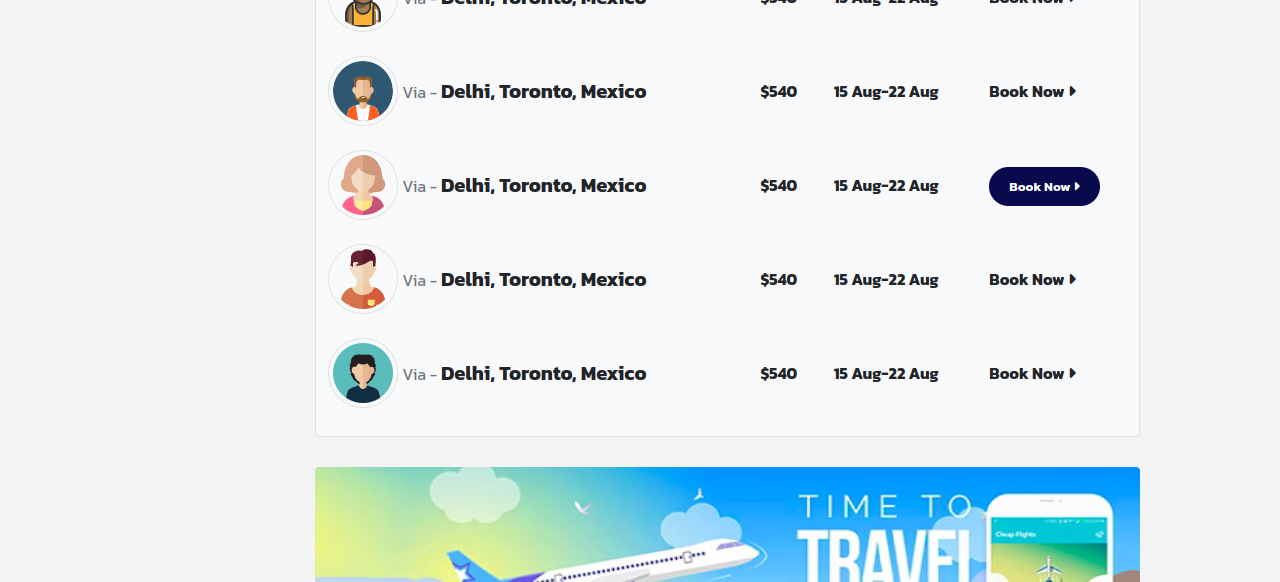 Via - Delhi, Toronto, Mexico $540 15 Aug-22 Aug Book Now
Via - Delhi, Toronto, Mexico $540 15 Aug-22 Aug Book Now
Via - Delhi, Toronto, Mexico $540 15 Aug-22 Aug Book Now
Via - Delhi, Toronto, Mexico $540 15 Aug-22 Aug Book Now
Via - Delhi, Toronto, Mexico $540 15 Aug-22 Aug Book Now
TIME TO
TRAVEL
Cheap Flights